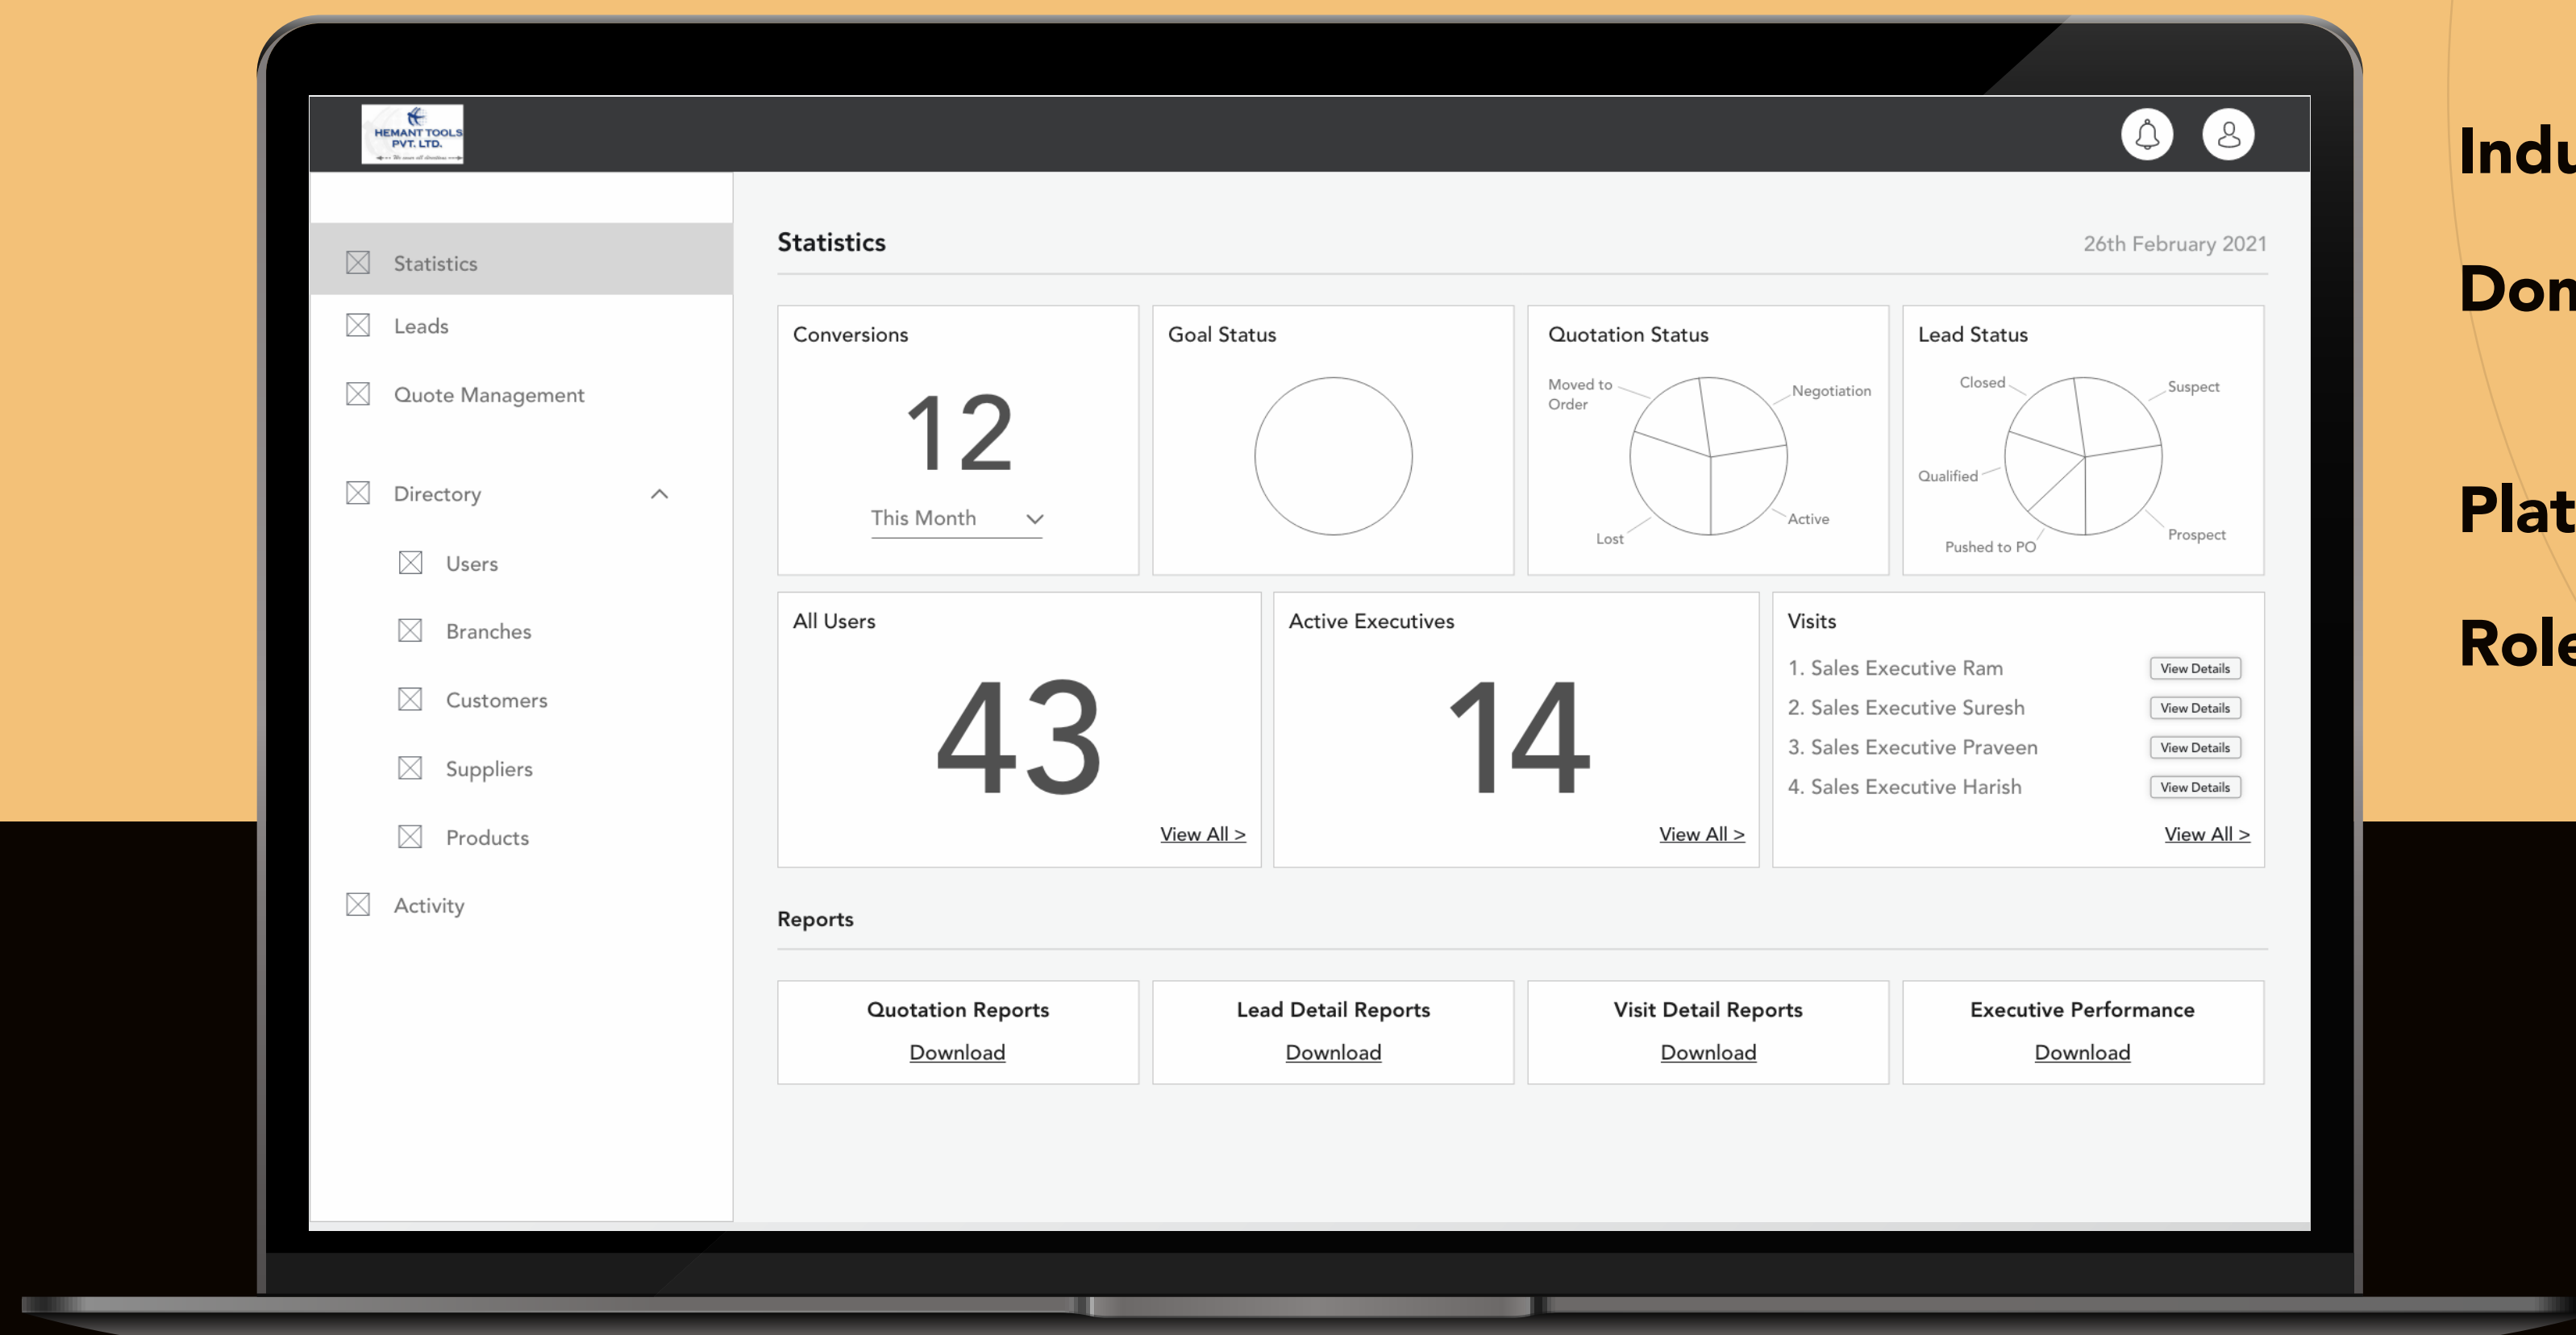 HEMANT TOOLS
PVT. LTD.
We cover all directions
Statistics
Leads
Quote Management
Directory
Users
Branches
Customers
Suppliers
Products
Activity
Statistics
26th February 2021
Conversions
12
This Month
Goal Status
Quotation Status
Moved to
Order
Negotiation
Active
Lost
Lead Status
Closed
Suspect
Qualified
Prospect
Pushed to PO
All Users
43
View All >
Active Executives
14
View All >
Visits
1. Sales Executive Ram
View Details
2. Sales Executive Suresh
View Details
3. Sales Executive Praveen
View Details
4. Sales Executive Harish
View Details
View All >
Reports
Quotation Reports
Download
Lead Detail Reports
Download
Visit Detail Reports
Download
Executive Performance
Download